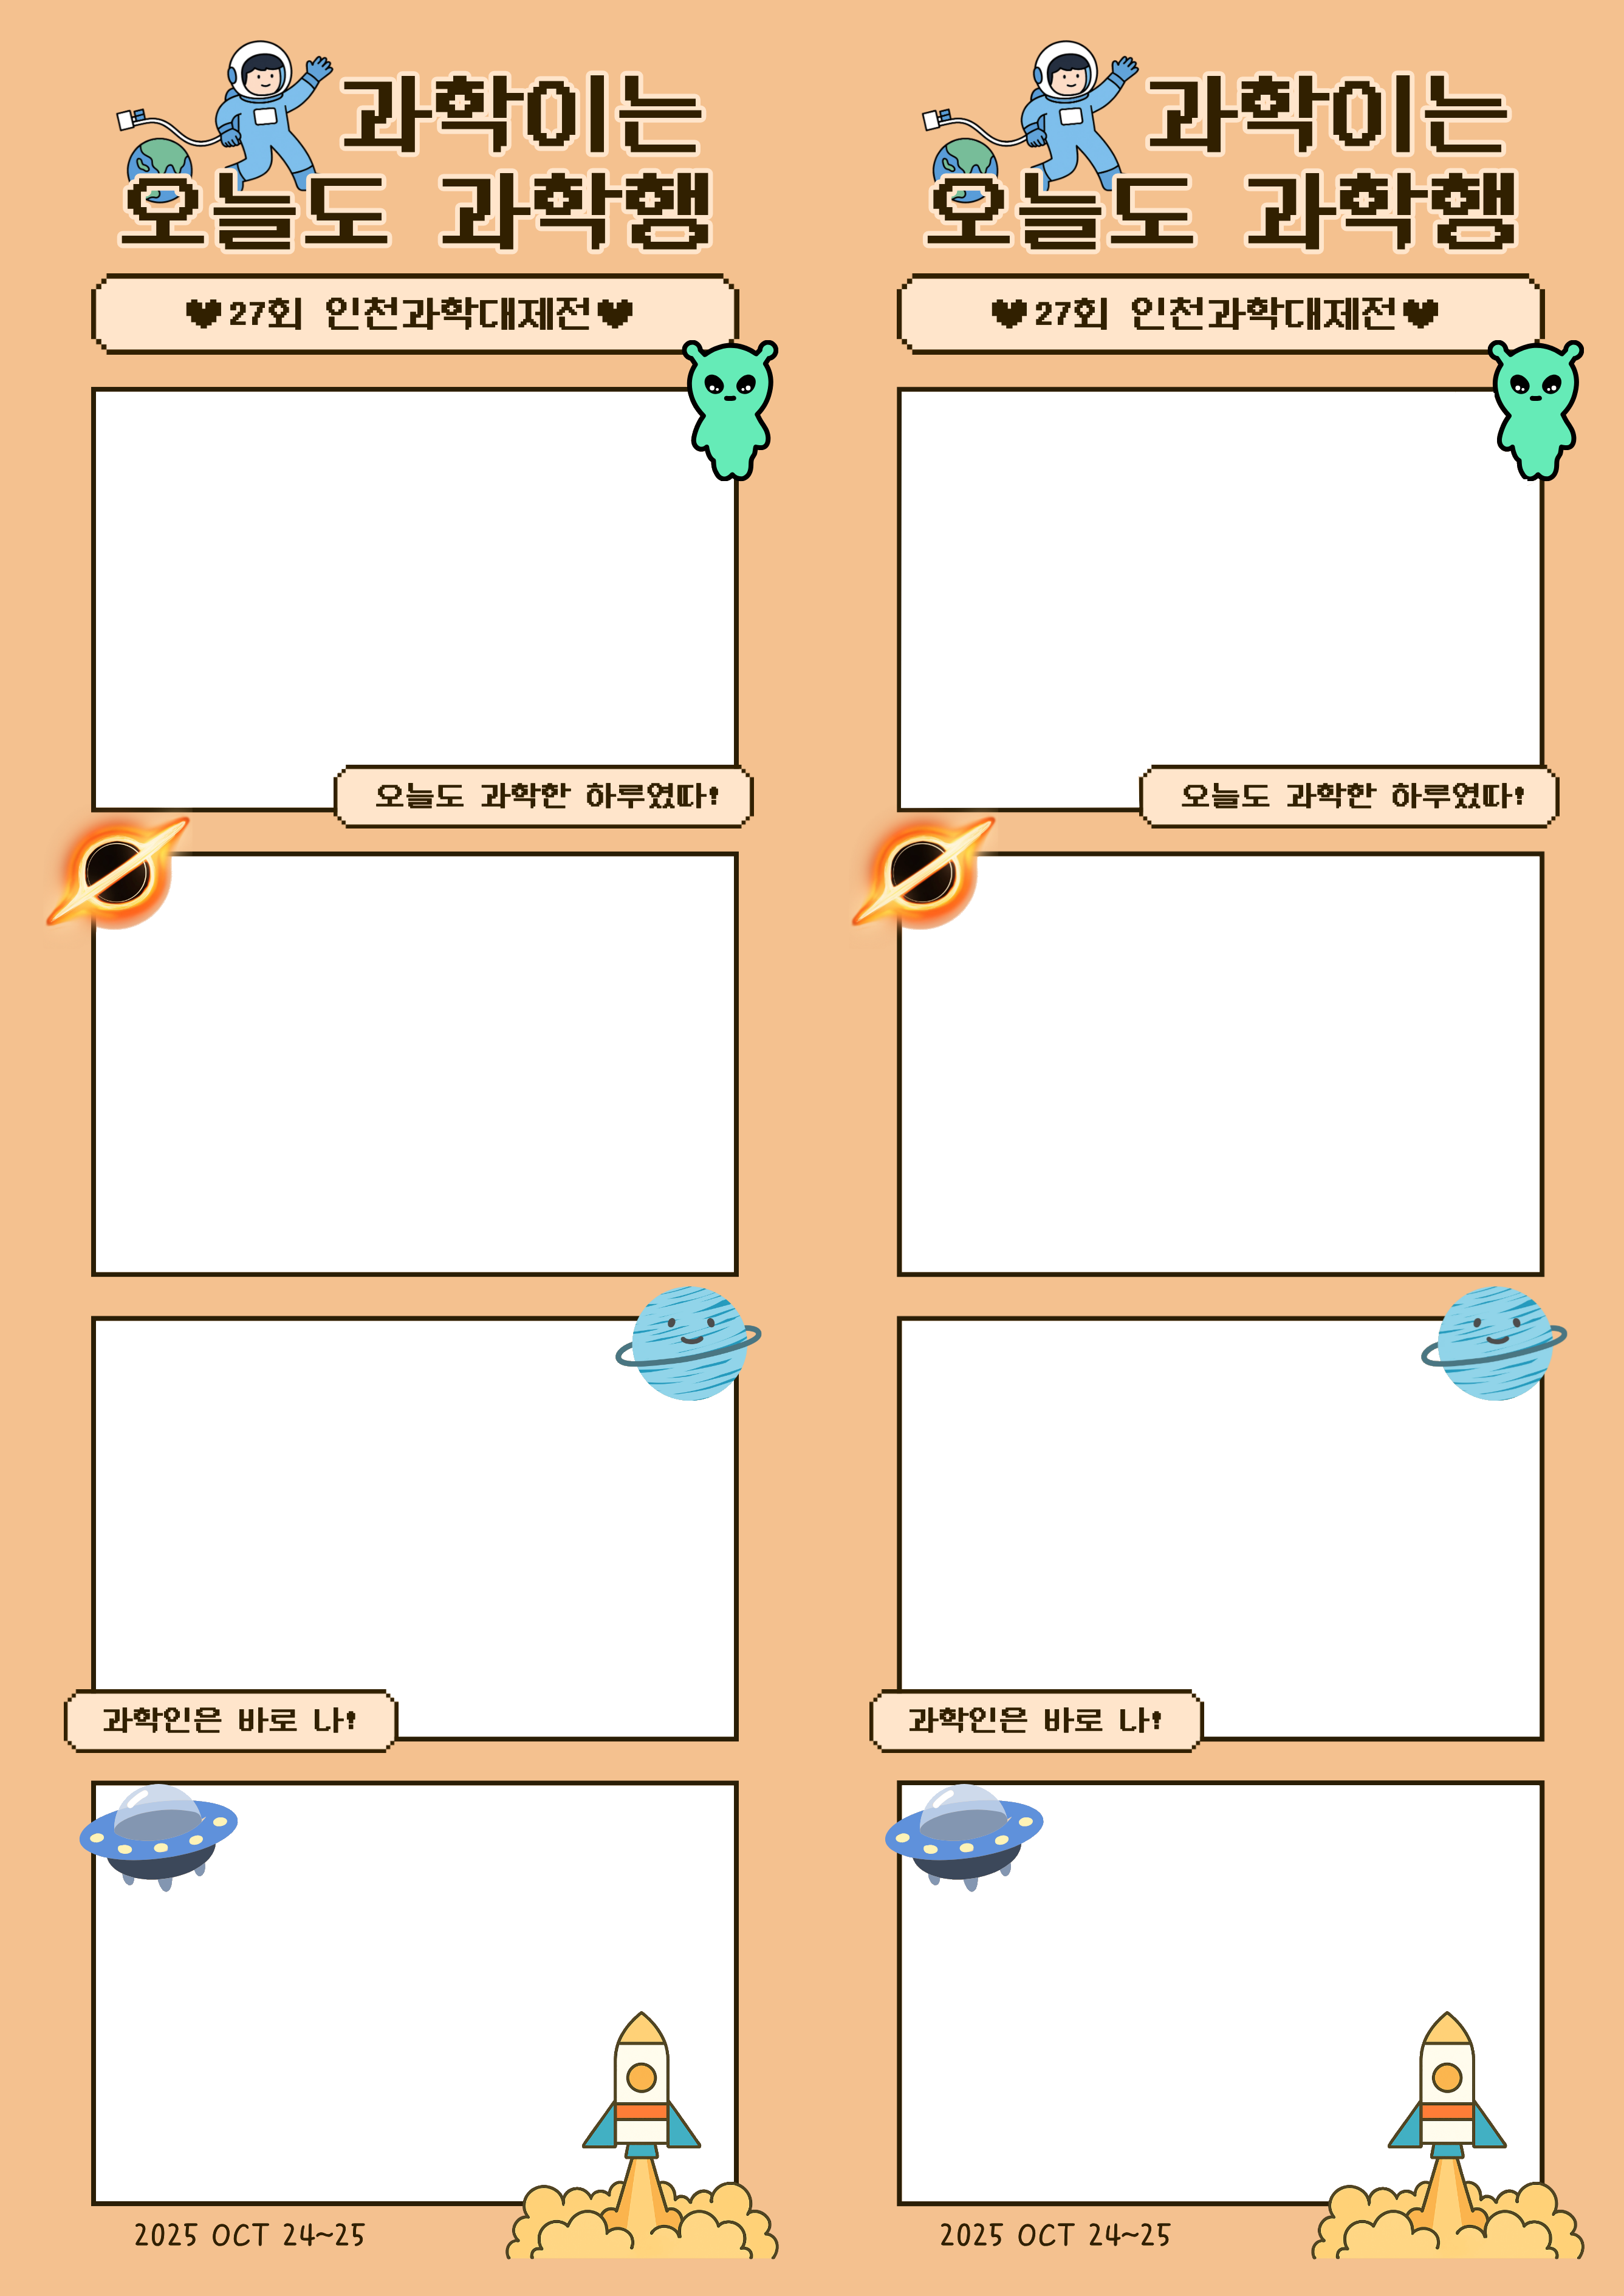 과학이는
오늘도 과학행
♥27회 인천과학대제전♥
오늘도 과학한 하루였따!
과학인은 바로 나!
2025 OCT 24~25
과학이는
오늘도 과학행
♥27회 인천과학대제전♥
오늘도 과학한 하루였따!
과학인은 바로 나!
2025 OCT 24~25